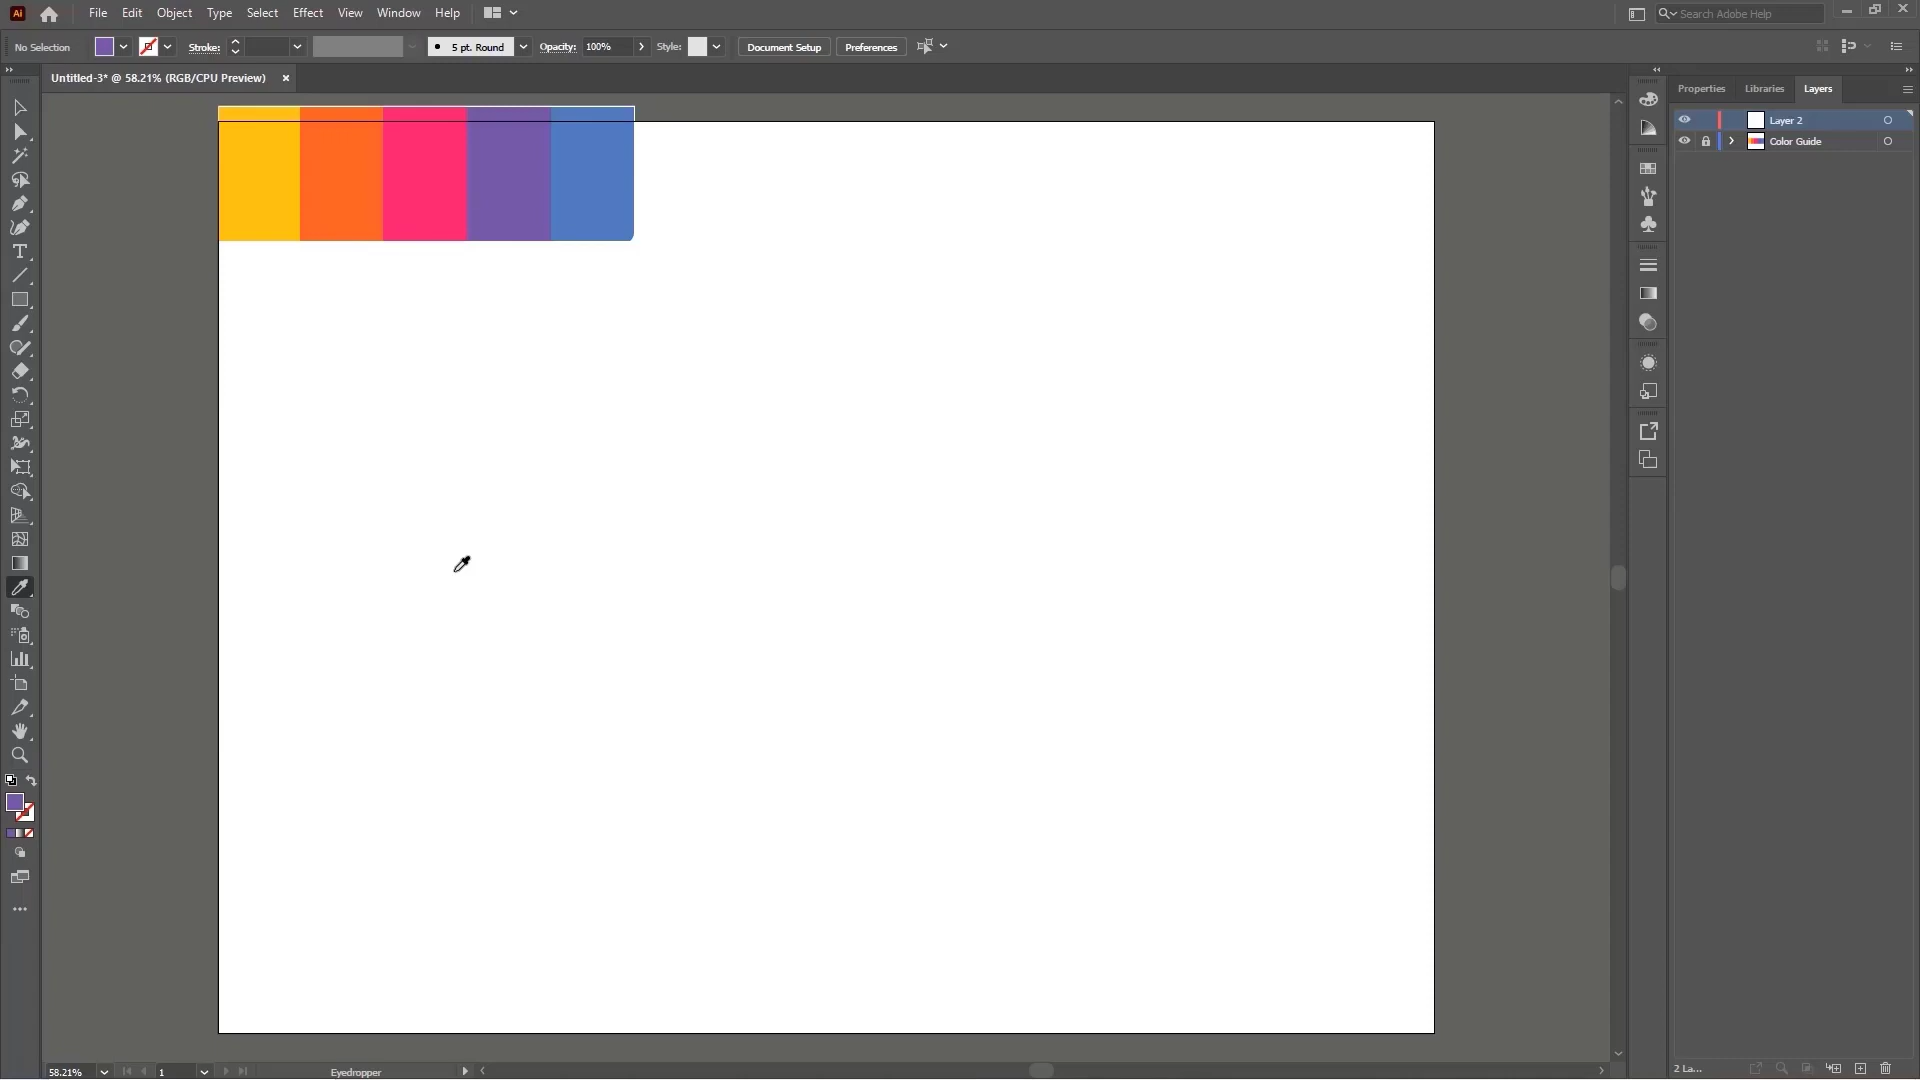 Ai File Edit Object Type Select Effect View Window Help Search Adobe Help
No Selection Stroke: 5 pt. Round Opacity: 100% Style: Document Setup Preferences
Untitled-3* @ 58.21% (RGB/CPU Preview) × Properties Libraries Layers
Layer 2
Color Guide
58.21% 1 Eyedropper 2 La...